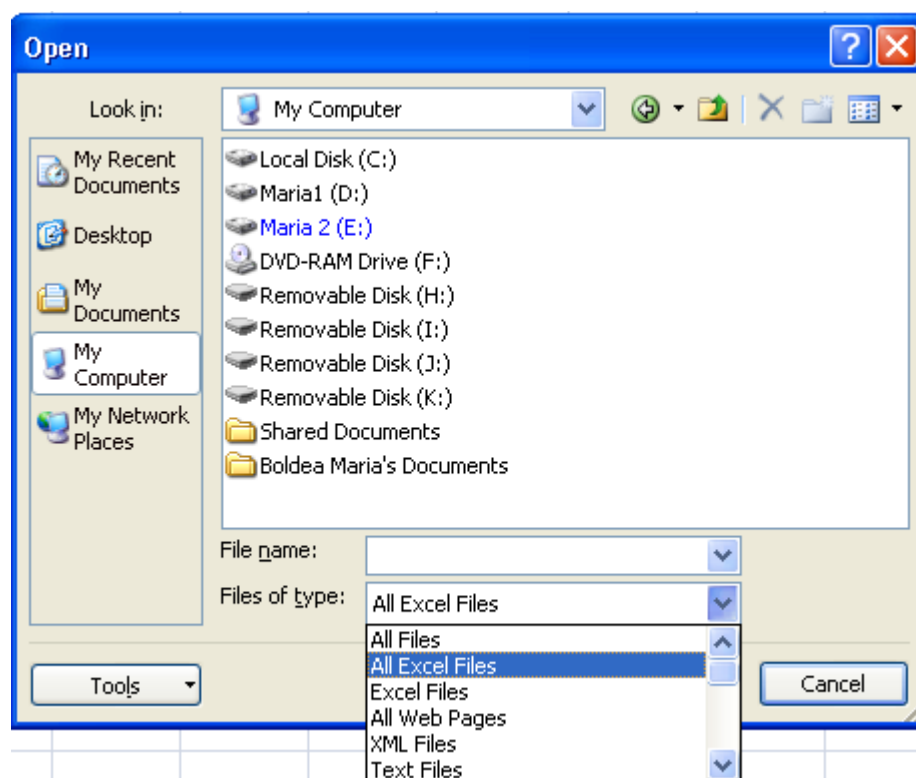 Open
Look in:
My Computer
My Recent
Documents
Desktop
My
Documents
My
Computer
My Network
Places
Local Disk (C:)
Maria1 (D:)
Maria 2 (E:)
DVD-RAM Drive (F:)
Removable Disk (H:)
Removable Disk (I:)
Removable Disk (J:)
Removable Disk (K:)
Shared Documents
Boldea Maria's Documents
File name:
Files of type:
All Excel Files
All Files
All Excel Files
Excel Files
All Web Pages
XML Files
Text Files
Tools
Cancel